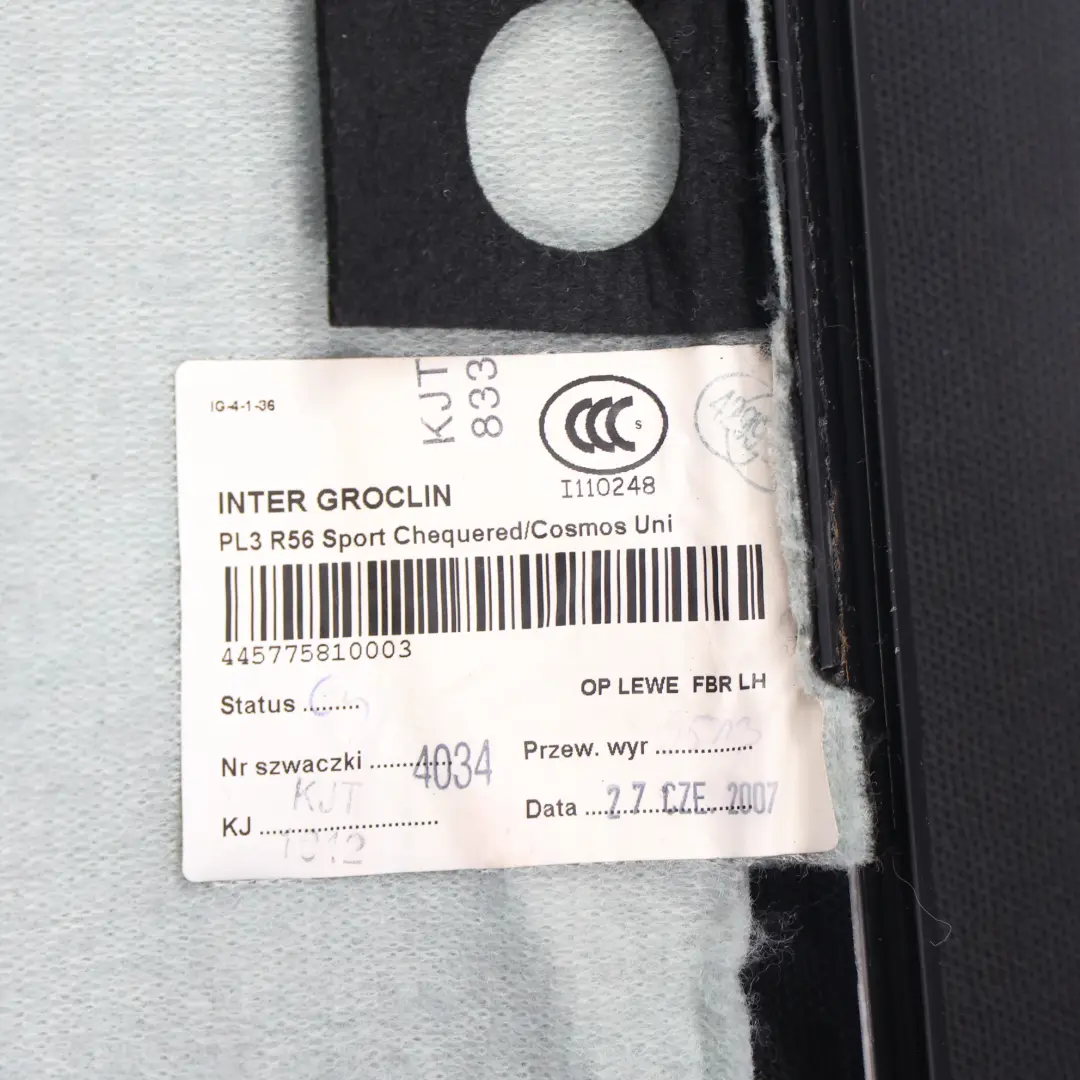 IG-4-1-36
KJT
833
CCC S
I110248
INTER GROCLIN
PL3 R56 Sport Chequered/Cosmos Uni
445775810003
OP LEWE FBR LH
Status .........
Nr szwaczki ............ 4034
Przew. wyr ................
KJT
KJ ..........................
Data ...... 27 CZE. 2007